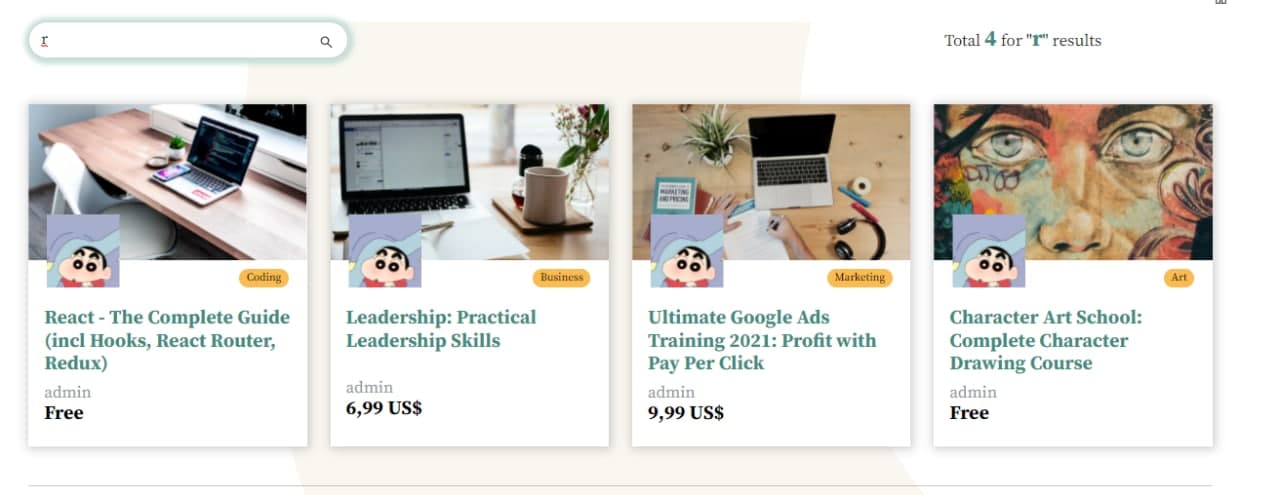 r
Total 4 for "r" results
Coding
React - The Complete Guide
(incl Hooks, React Router,
Redux)
admin
Free
Business
Leadership: Practical
Leadership Skills
admin
6,99 US$
MARKETING
AND PRICING
Marketing
Ultimate Google Ads
Training 2021: Profit with
Pay Per Click
admin
9,99 US$
Art
Character Art School:
Complete Character
Drawing Course
admin
Free